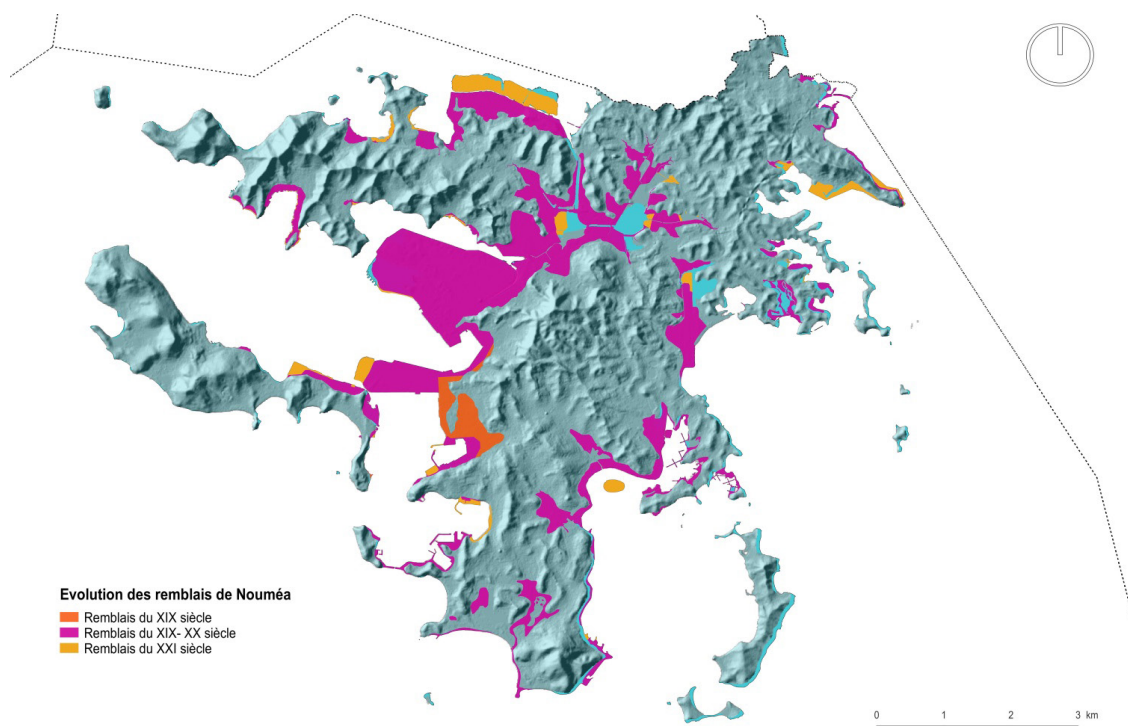 Evolution des remblais de Nouméa
Remblais du XIX siècle
Remblais du XIX- XX siècle
Remblais du XXI siècle
0 1 2 3 km